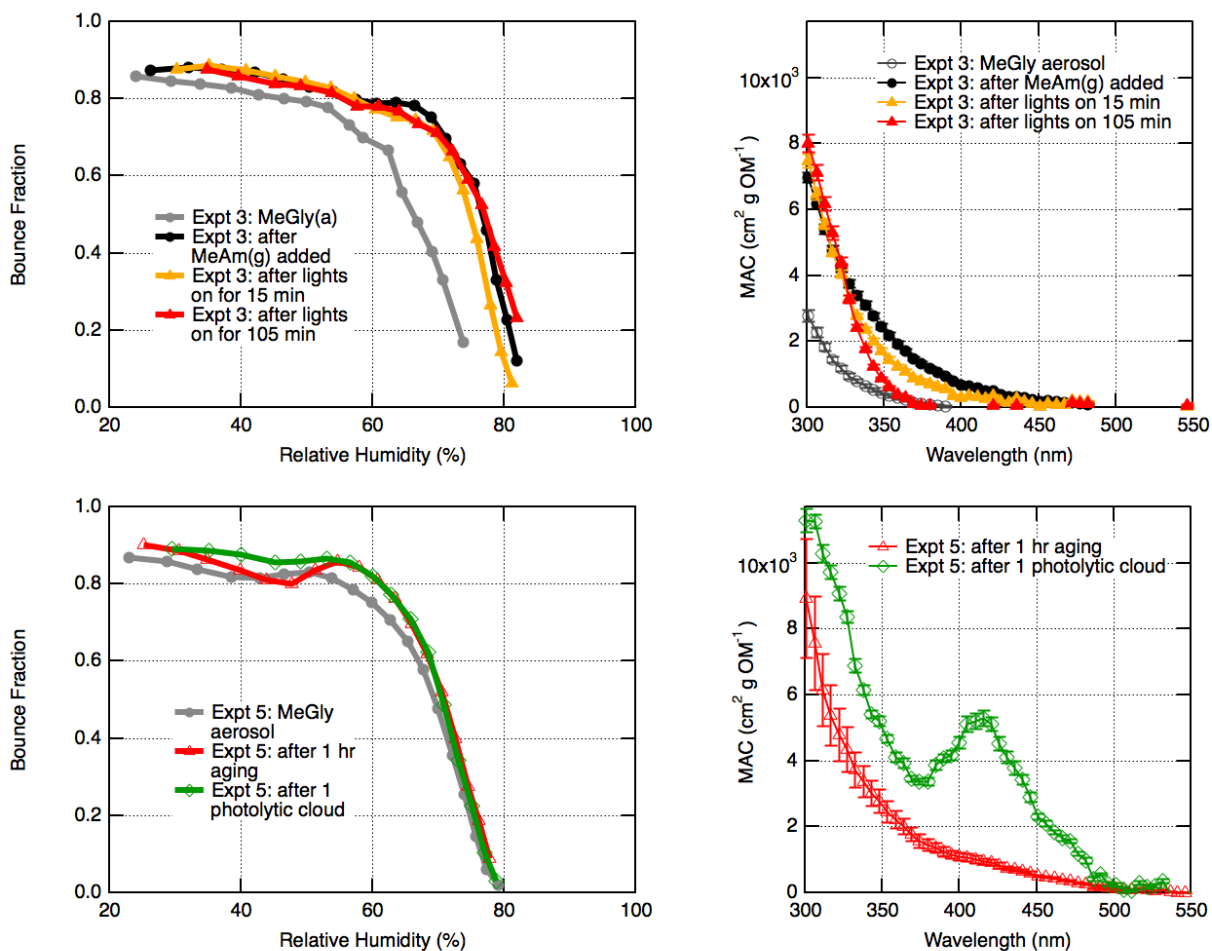 1.0
0.8
0.6
0.4
0.2
0.0
Bounce Fraction
Expt 3: MeGly(a)
Expt 3: after
MeAm(g) added
Expt 3: after lights
on for 15 min
Expt 3: after lights
on for 105 min
20 40 60 80 100
Relative Humidity (%)
10x10³
8
6
4
2
0
MAC (cm² g OM⁻¹)
Expt 3: MeGly aerosol
Expt 3: after MeAm(g) added
Expt 3: after lights on 15 min
Expt 3: after lights on 105 min
300 350 400 450 500 550
Wavelength (nm)
1.0
0.8
0.6
0.4
0.2
0.0
Bounce Fraction
Expt 5: MeGly
aerosol
Expt 5: after 1 hr
aging
Expt 5: after 1
photolytic cloud
20 40 60 80 100
Relative Humidity (%)
10x10³
8
6
4
2
0
MAC (cm² g OM⁻¹)
Expt 5: after 1 hr aging
Expt 5: after 1 photolytic cloud
300 350 400 450 500 550
Wavelength (nm)